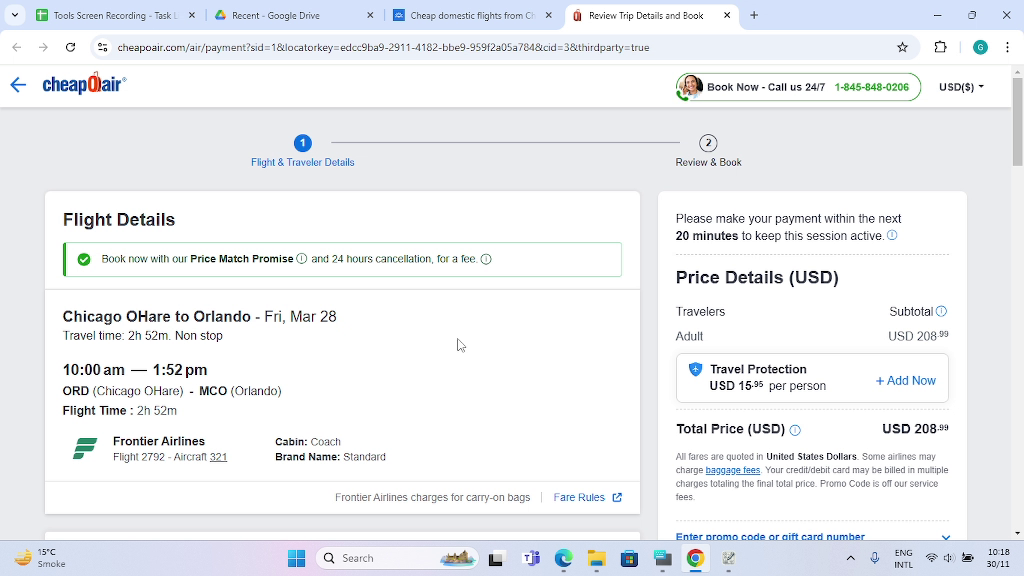 Tools Screen Recording - Task L
Recent - Google Drive
Cheap domestic flights from Ch
Review Trip Details and Book
cheapoair.com/air/payment?sid=1&locatorkey=edcc9ba9-2911-4182-bbe9-959f2a05a784&cid=3&thirdparty=true
G
cheapOair®
Book Now - Call us 24/7 1-845-848-0206
USD($)
1
2
Flight & Traveler Details
Review & Book
Flight Details
Book now with our Price Match Promise and 24 hours cancellation, for a fee.
Chicago OHare to Orlando - Fri, Mar 28
Travel time: 2h 52m. Non stop
10:00 am — 1:52 pm
ORD (Chicago OHare) - MCO (Orlando)
Flight Time : 2h 52m
Frontier Airlines
Flight 2792 - Aircraft 321
Cabin: Coach
Brand Name: Standard
Frontier Airlines charges for carry-on bags | Fare Rules
Please make your payment within the next
20 minutes to keep this session active.
Price Details (USD)
Travelers Subtotal
Adult USD 208.99
Travel Protection
USD 15.95 per person
+ Add Now
Total Price (USD) USD 208.99
All fares are quoted in United States Dollars. Some airlines may
charge baggage fees. Your credit/debit card may be billed in multiple
charges totaling the final total price. Promo Code is off our service
fees.
Enter promo code or gift card number
15°C
Smoke
Search
ENG
INTL
10:18
30/11